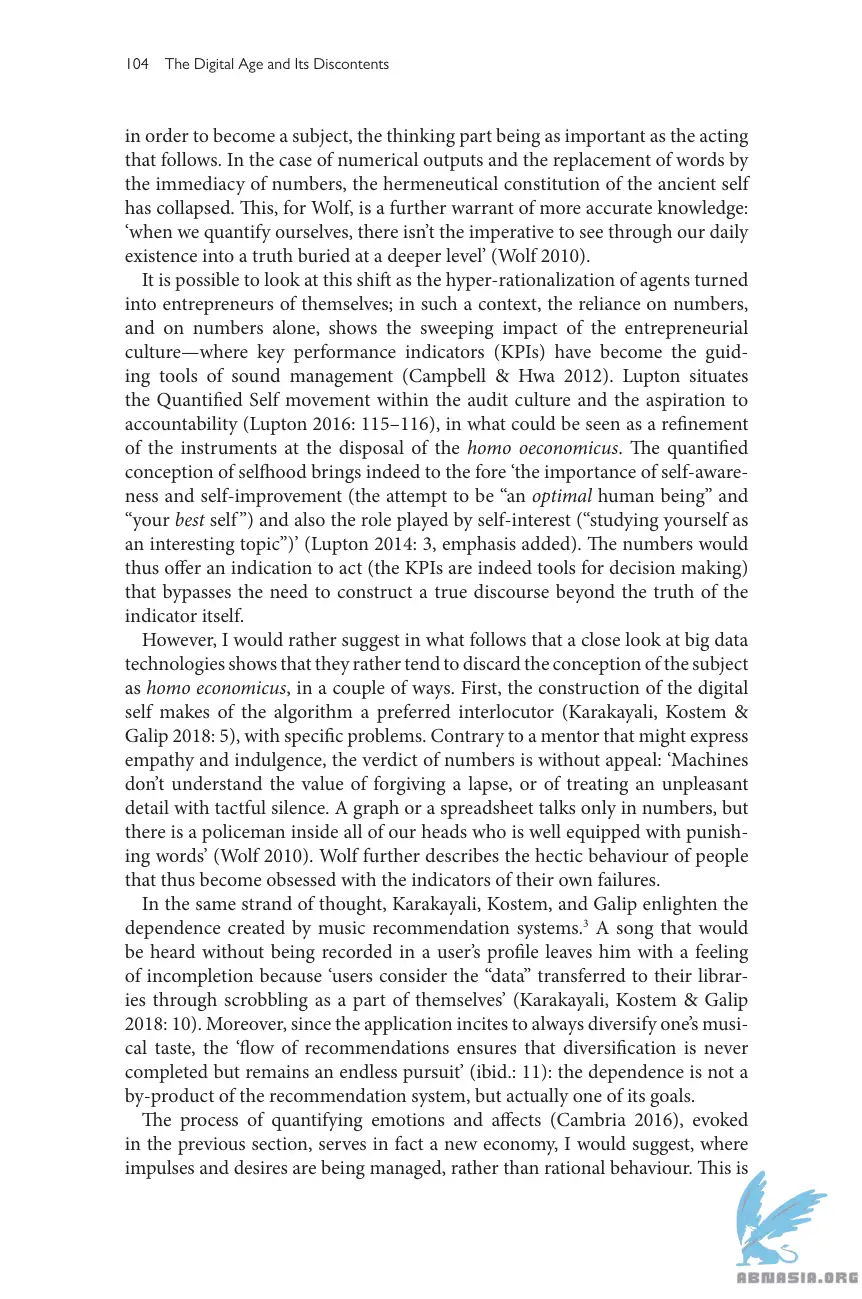 104 The Digital Age and Its Discontents
in order to become a subject, the thinking part being as important as the acting
that follows. In the case of numerical outputs and the replacement of words by
the immediacy of numbers, the hermeneutical constitution of the ancient self
has collapsed. This, for Wolf, is a further warrant of more accurate knowledge:
‘when we quantify ourselves, there isn’t the imperative to see through our daily
existence into a truth buried at a deeper level’ (Wolf 2010).
It is possible to look at this shift as the hyper-rationalization of agents turned
into entrepreneurs of themselves; in such a context, the reliance on numbers,
and on numbers alone, shows the sweeping impact of the entrepreneurial
culture—where key performance indicators (KPIs) have become the guid-
ing tools of sound management (Campbell & Hwa 2012). Lupton situates
the Quantified Self movement within the audit culture and the aspiration to
accountability (Lupton 2016: 115–116), in what could be seen as a refinement
of the instruments at the disposal of the homo oeconomicus. The quantified
conception of selfhood brings indeed to the fore ‘the importance of self-aware-
ness and self-improvement (the attempt to be “an optimal human being” and
“your best self”) and also the role played by self-interest (“studying yourself as
an interesting topic”)’ (Lupton 2014: 3, emphasis added). The numbers would
thus offer an indication to act (the KPIs are indeed tools for decision making)
that bypasses the need to construct a true discourse beyond the truth of the
indicator itself.
However, I would rather suggest in what follows that a close look at big data
technologies shows that they rather tend to discard the conception of the subject
as homo economicus, in a couple of ways. First, the construction of the digital
self makes of the algorithm a preferred interlocutor (Karakayali, Kostem &
Galip 2018: 5), with specific problems. Contrary to a mentor that might express
empathy and indulgence, the verdict of numbers is without appeal: ‘Machines
don’t understand the value of forgiving a lapse, or of treating an unpleasant
detail with tactful silence. A graph or a spreadsheet talks only in numbers, but
there is a policeman inside all of our heads who is well equipped with punish-
ing words’ (Wolf 2010). Wolf further describes the hectic behaviour of people
that thus become obsessed with the indicators of their own failures.
In the same strand of thought, Karakayali, Kostem, and Galip enlighten the
dependence created by music recommendation systems.³ A song that would
be heard without being recorded in a user’s profile leaves him with a feeling
of incompletion because ‘users consider the “data” transferred to their librar-
ies through scrobbling as a part of themselves’ (Karakayali, Kostem & Galip
2018: 10). Moreover, since the application incites to always diversify one’s musi-
cal taste, the ‘flow of recommendations ensures that diversification is never
completed but remains an endless pursuit’ (ibid.: 11): the dependence is not a
by-product of the recommendation system, but actually one of its goals.
The process of quantifying emotions and affects (Cambria 2016), evoked
in the previous section, serves in fact a new economy, I would suggest, where
impulses and desires are being managed, rather than rational behaviour. This is
ABNASIA.ORG